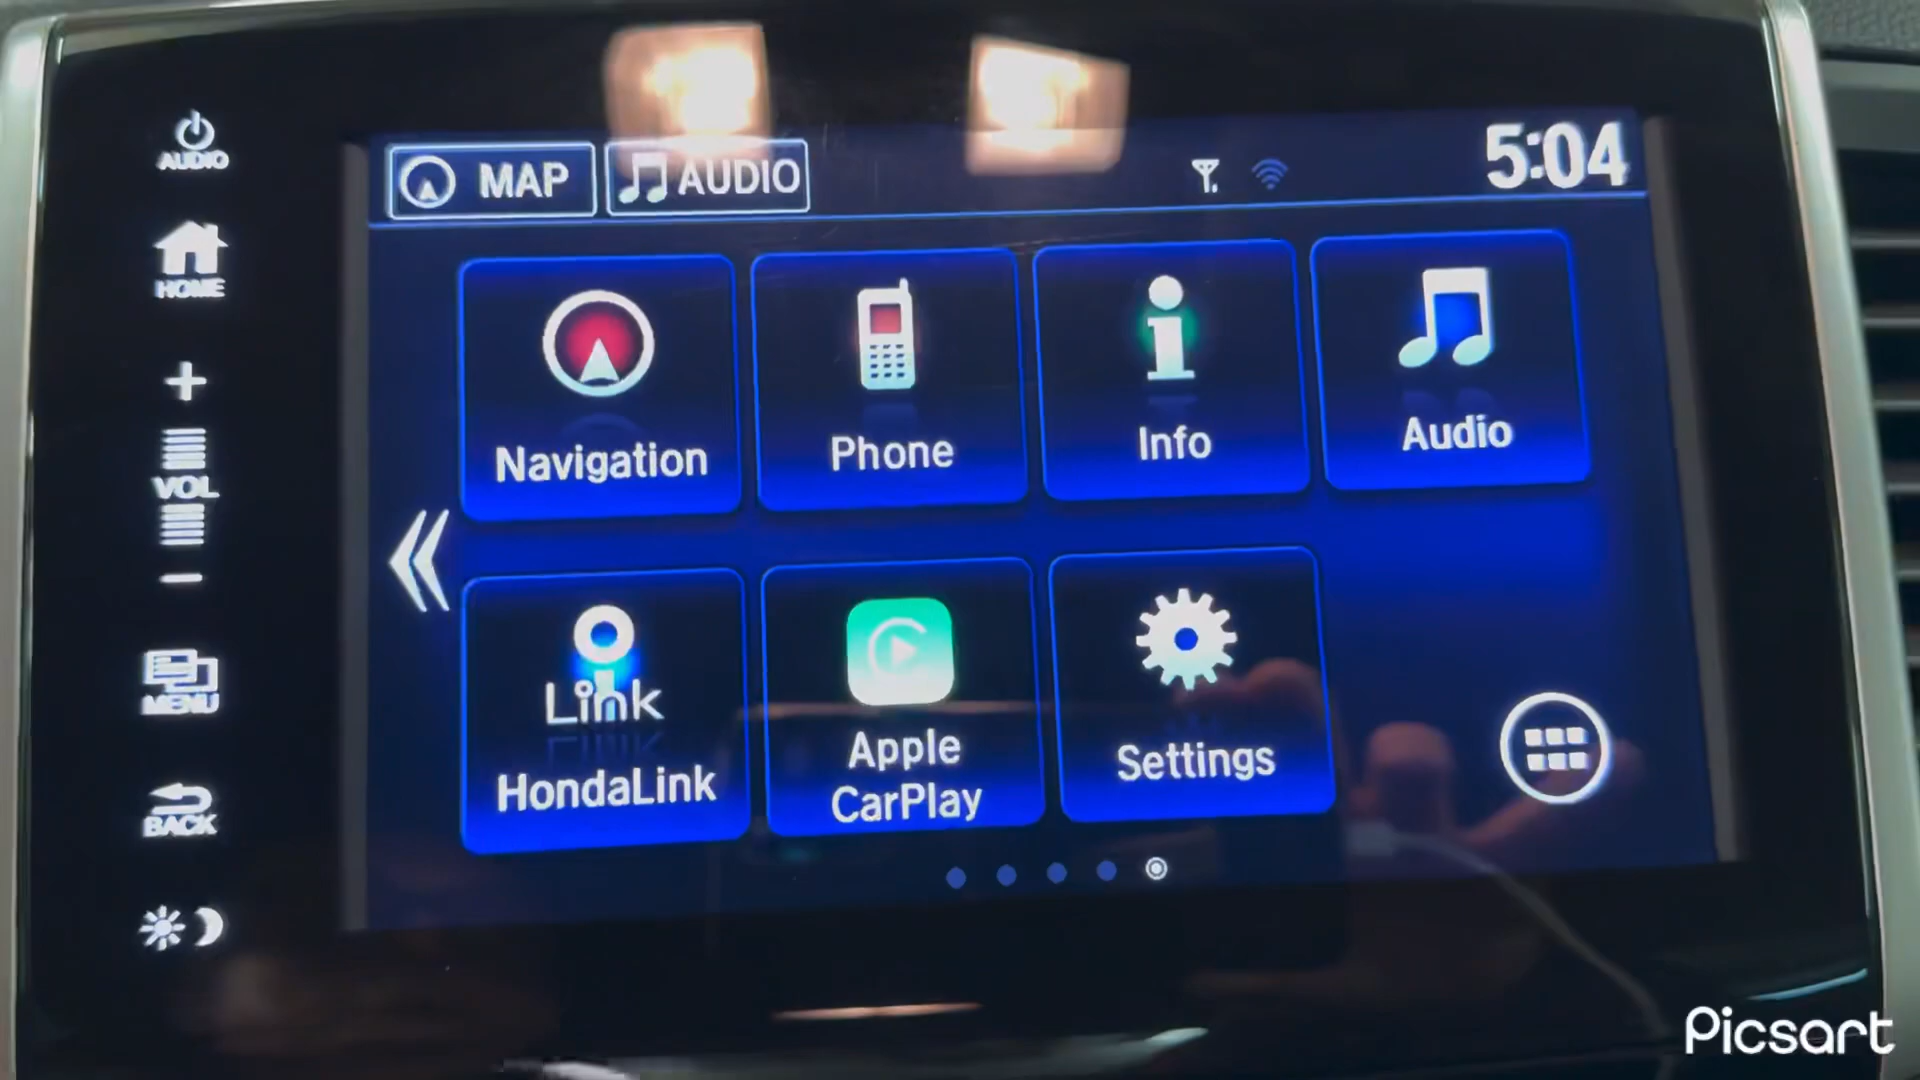 AUDIO
HOME
VOL
MENU
BACK
MAP
AUDIO
5:04
Navigation
Phone
Info
Audio
Link
HondaLink
Apple
CarPlay
Settings
Picsart